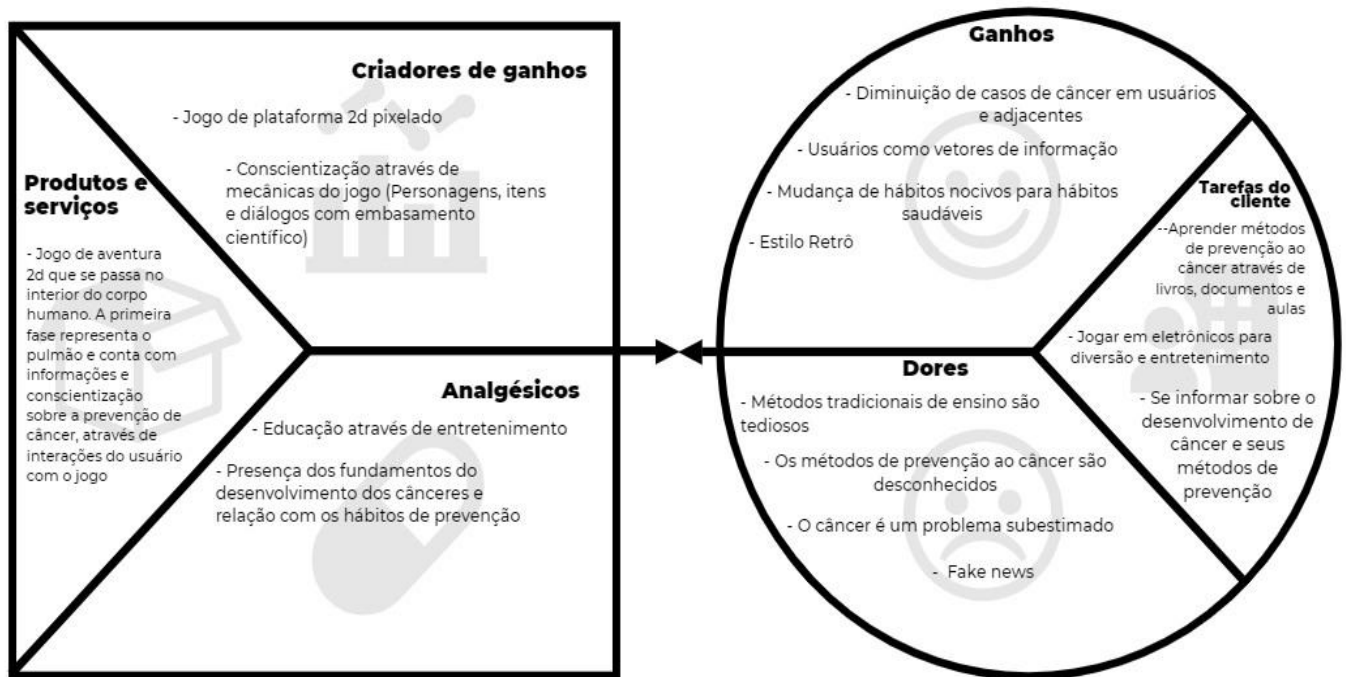 Criadores de ganhos
- Jogo de plataforma 2d pixelado
- Conscientização através de
mecânicas do jogo (Personagens, itens
e diálogos com embasamento
científico)
Produtos e
serviços
- Jogo de aventura
2d que se passa no
interior do corpo
humano. A primeira
fase representa o
pulmão e conta com
informações e
conscientização
sobre a prevenção de
câncer, através de
interações do usuário
com o jogo
Analgésicos
- Educação através de entretenimento
- Presença dos fundamentos do
desenvolvimento dos cânceres e
relação com os hábitos de prevenção
Ganhos
- Diminuição de casos de câncer em usuários
e adjacentes
- Usuários como vetores de informação
- Mudança de hábitos nocivos para hábitos
saudáveis
- Estilo Retrô
Tarefas do
cliente
--Aprender métodos
de prevenção ao
câncer através de
livros, documentos e
aulas
- Jogar em eletrônicos para
diversão e entretenimento
- Se informar sobre o
desenvolvimento de
câncer e seus
métodos de
prevenção
Dores
- Métodos tradicionais de ensino são
tediosos
- Os métodos de prevenção ao câncer são
desconhecidos
- O câncer é um problema subestimado
- Fake news